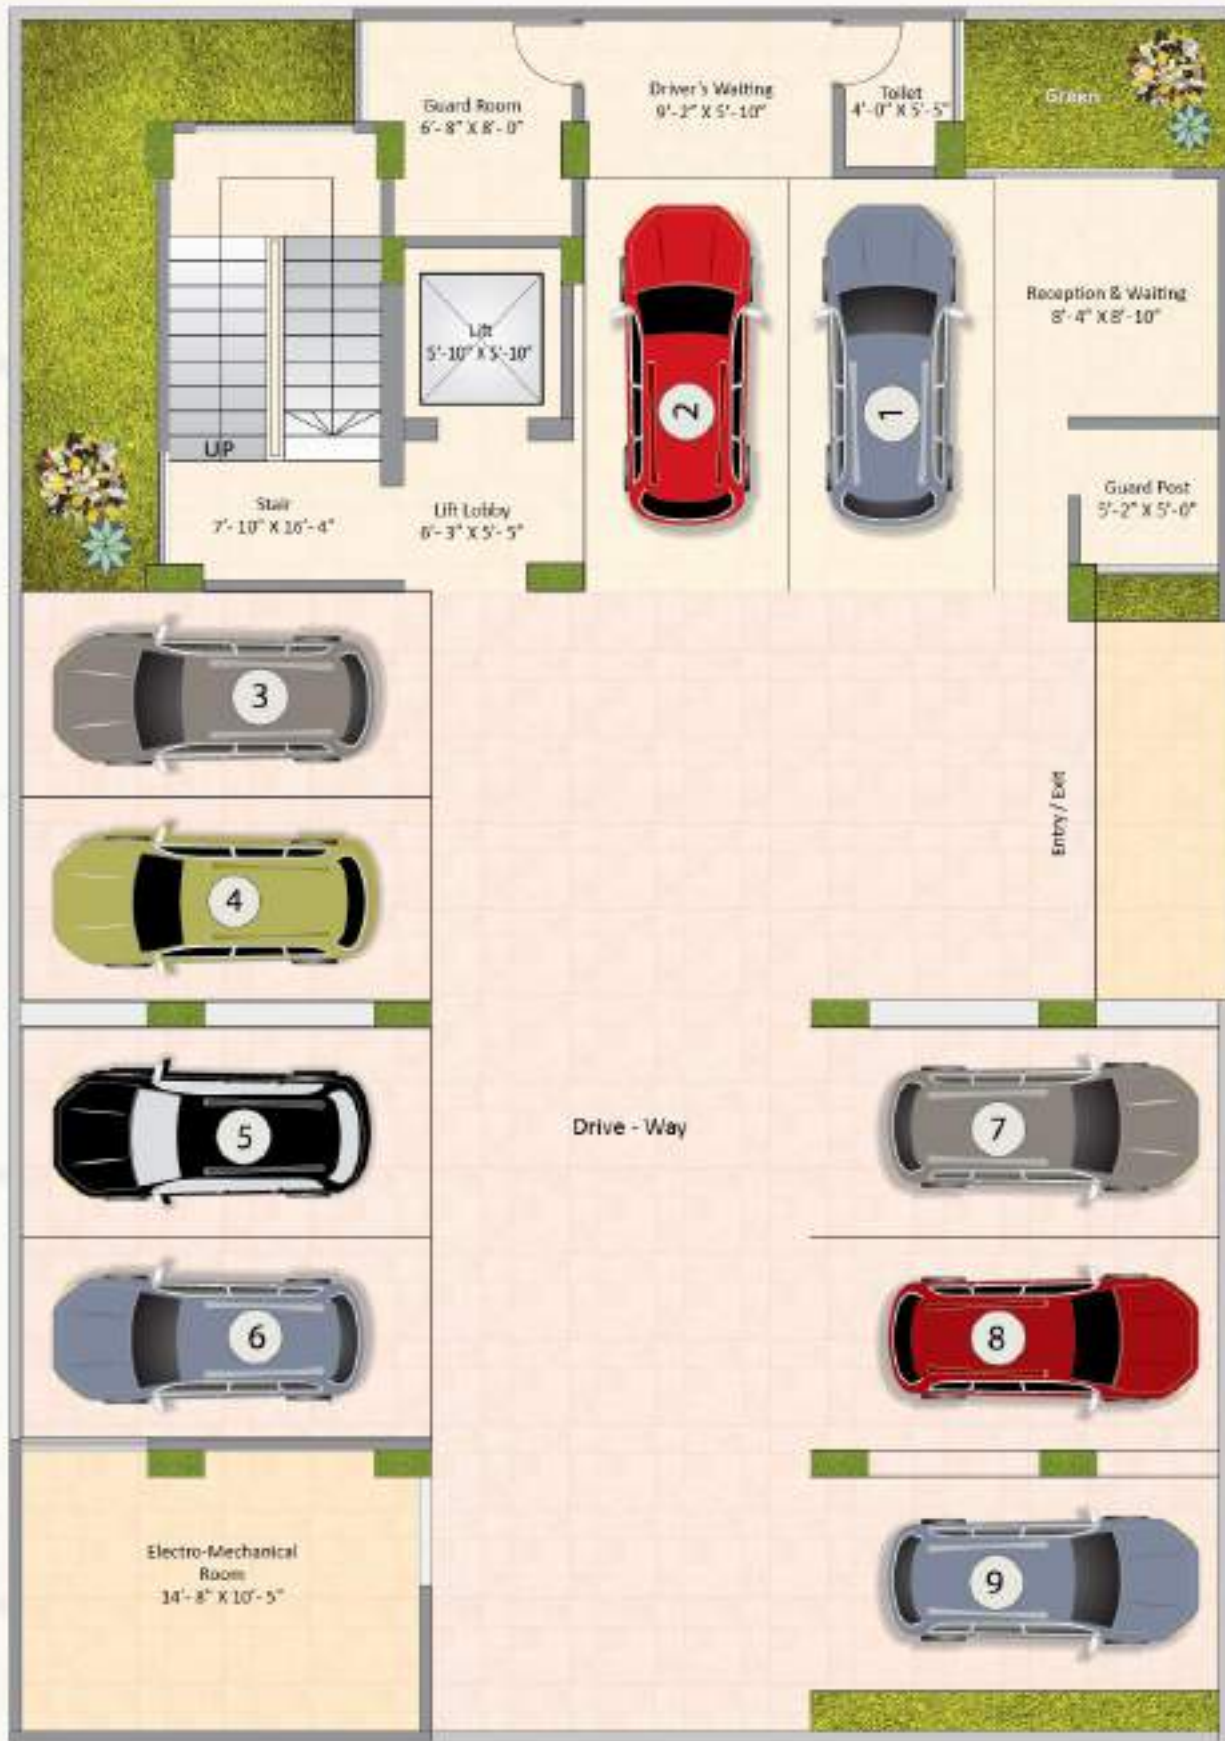 Guard Room
6'- 8" X 8'- 0"
Driver's Waiting
9'- 2" X 5'- 10"
Toilet
4'- 0" X 5'- 5"
Green
Reception & Waiting
8'- 4" X 8'- 10"
Lift
5'-10" X 5'-10"
2
1
UP
Stair
7'- 10" X 16'- 4"
Lift Lobby
6'- 3" X 5'- 5"
Guard Post
5'-2" X 5'-0"
3
4
Entry / Exit
5
Drive - Way
7
6
8
Electro-Mechanical
Room
14'- 8" X 10'- 5"
9